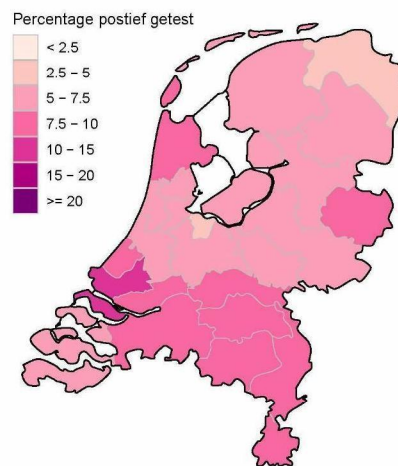 Percentage postief getest
< 2.5
2.5 – 5
5 – 7.5
7.5 – 10
10 – 15
15 – 20
>= 20